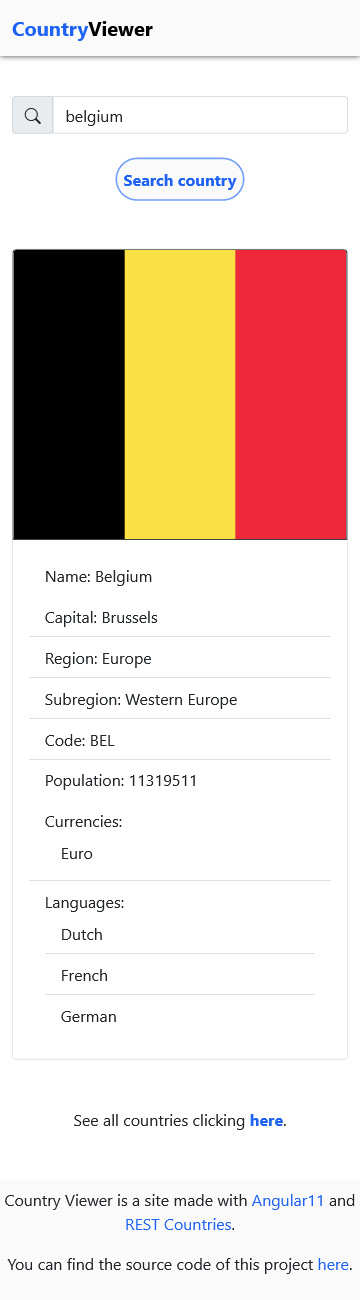 CountryViewer
belgium
Search country
Name: Belgium
Capital: Brussels
Region: Europe
Subregion: Western Europe
Code: BEL
Population: 11319511
Currencies:
Euro
Languages:
Dutch
French
German
See all countries clicking here.
Country Viewer is a site made with Angular11 and
REST Countries.
You can find the source code of this project here.